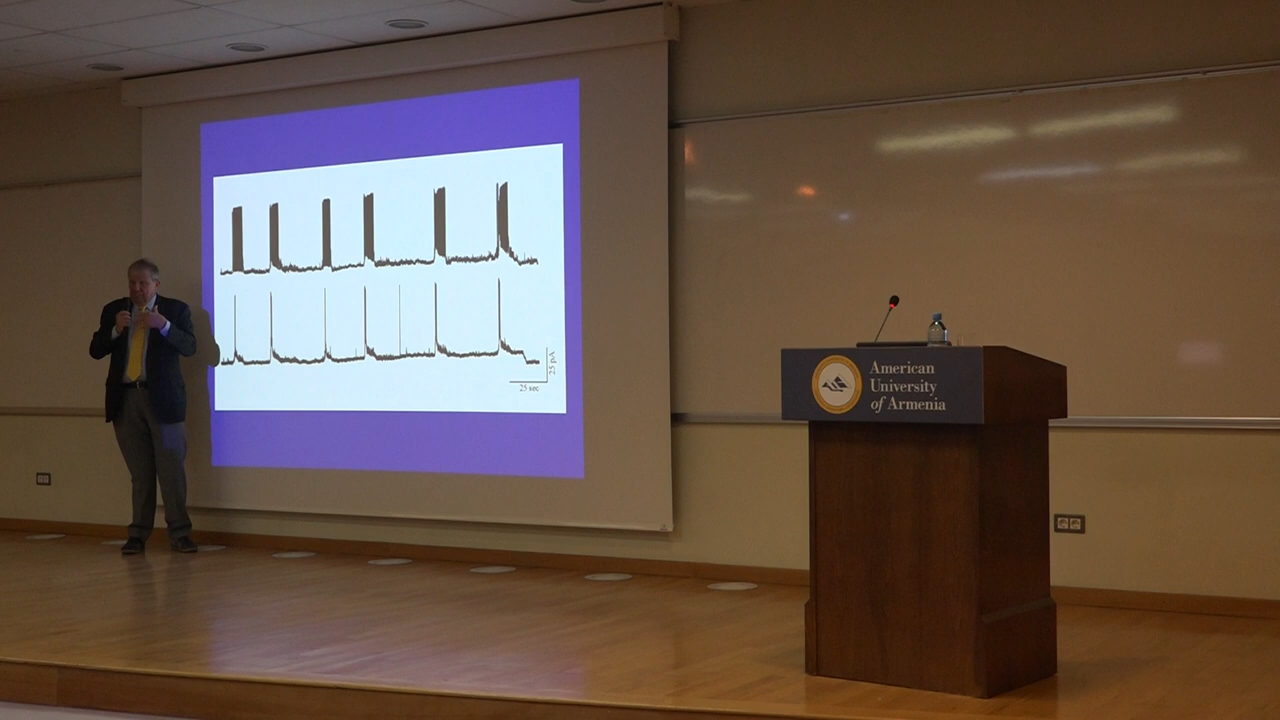 25 pA
25 sec
American
University
of Armenia